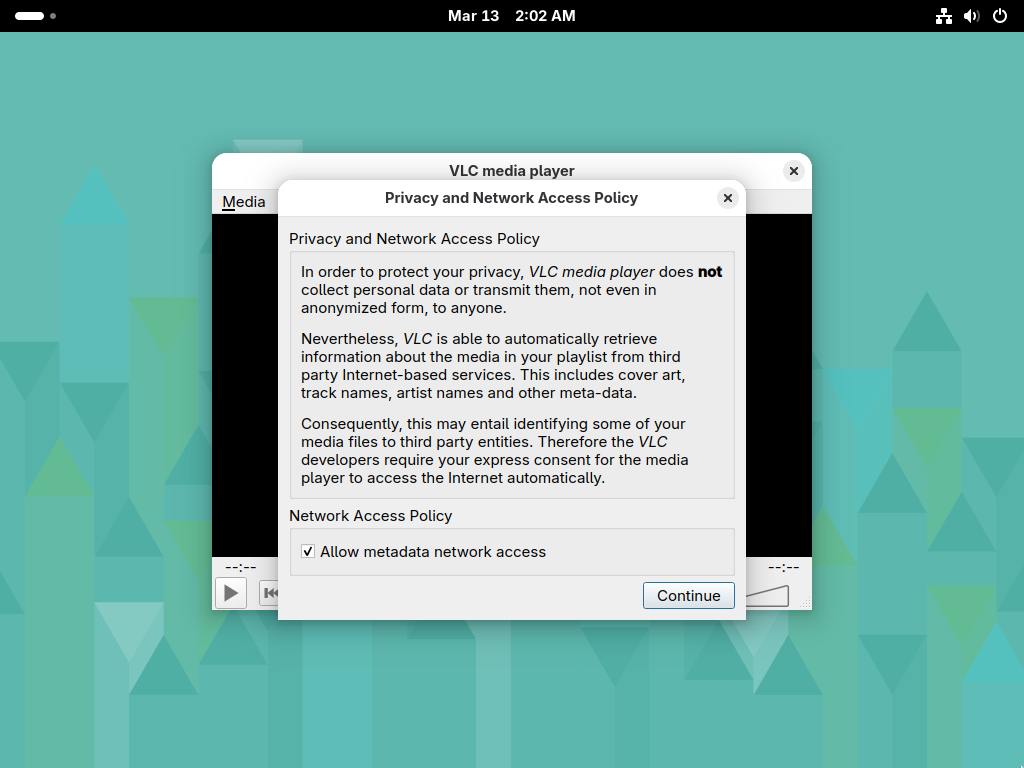 Mar 13 2:02 AM
VLC media player
Media
Privacy and Network Access Policy
Privacy and Network Access Policy
In order to protect your privacy, VLC media player does not
collect personal data or transmit them, not even in
anonymized form, to anyone.
Nevertheless, VLC is able to automatically retrieve
information about the media in your playlist from third
party Internet-based services. This includes cover art,
track names, artist names and other meta-data.
Consequently, this may entail identifying some of your
media files to third party entities. Therefore the VLC
developers require your express consent for the media
player to access the Internet automatically.
Network Access Policy
Allow metadata network access
--:-- --:--
Continue